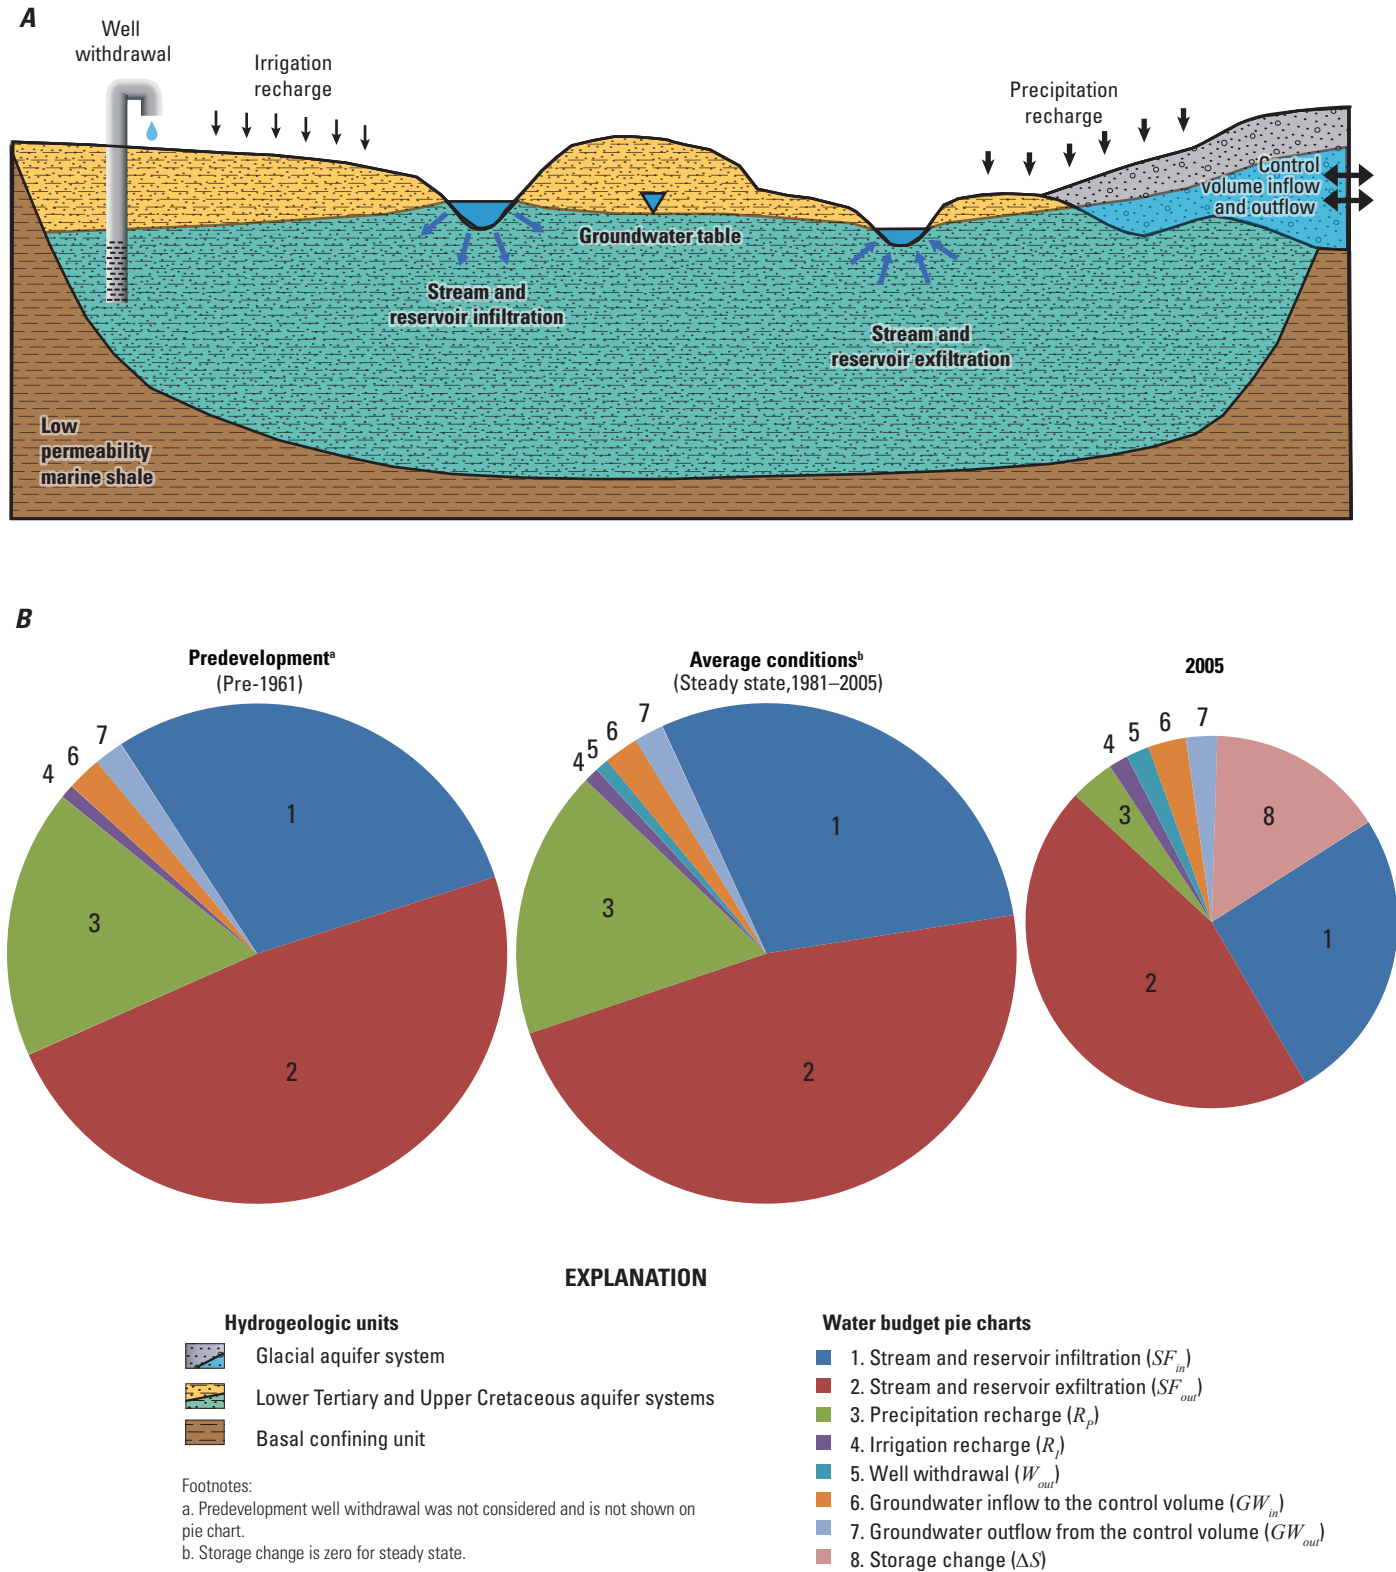 A
Well
withdrawal
Irrigation
recharge
Precipitation
recharge
Control
volume inflow
and outflow
Groundwater table
Stream and
reservoir infiltration
Stream and
reservoir exfiltration
Low
permeability
marine shale
B
Predevelopmentᵃ
(Pre-1961)
1
2
3
4
6
7
Average conditionsᵇ
(Steady state,1981–2005)
1
2
3
4
5
6
7
2005
1
2
3
4
5
6
7
8
EXPLANATION
Hydrogeologic units
Glacial aquifer system
Lower Tertiary and Upper Cretaceous aquifer systems
Basal confining unit
Footnotes:
a. Predevelopment well withdrawal was not considered and is not shown on
pie chart.
b. Storage change is zero for steady state.
Water budget pie charts
1. Stream and reservoir infiltration (SF_in)
2. Stream and reservoir exfiltration (SF_out)
3. Precipitation recharge (R_P)
4. Irrigation recharge (R_I)
5. Well withdrawal (W_out)
6. Groundwater inflow to the control volume (GW_in)
7. Groundwater outflow from the control volume (GW_out)
8. Storage change (ΔS)